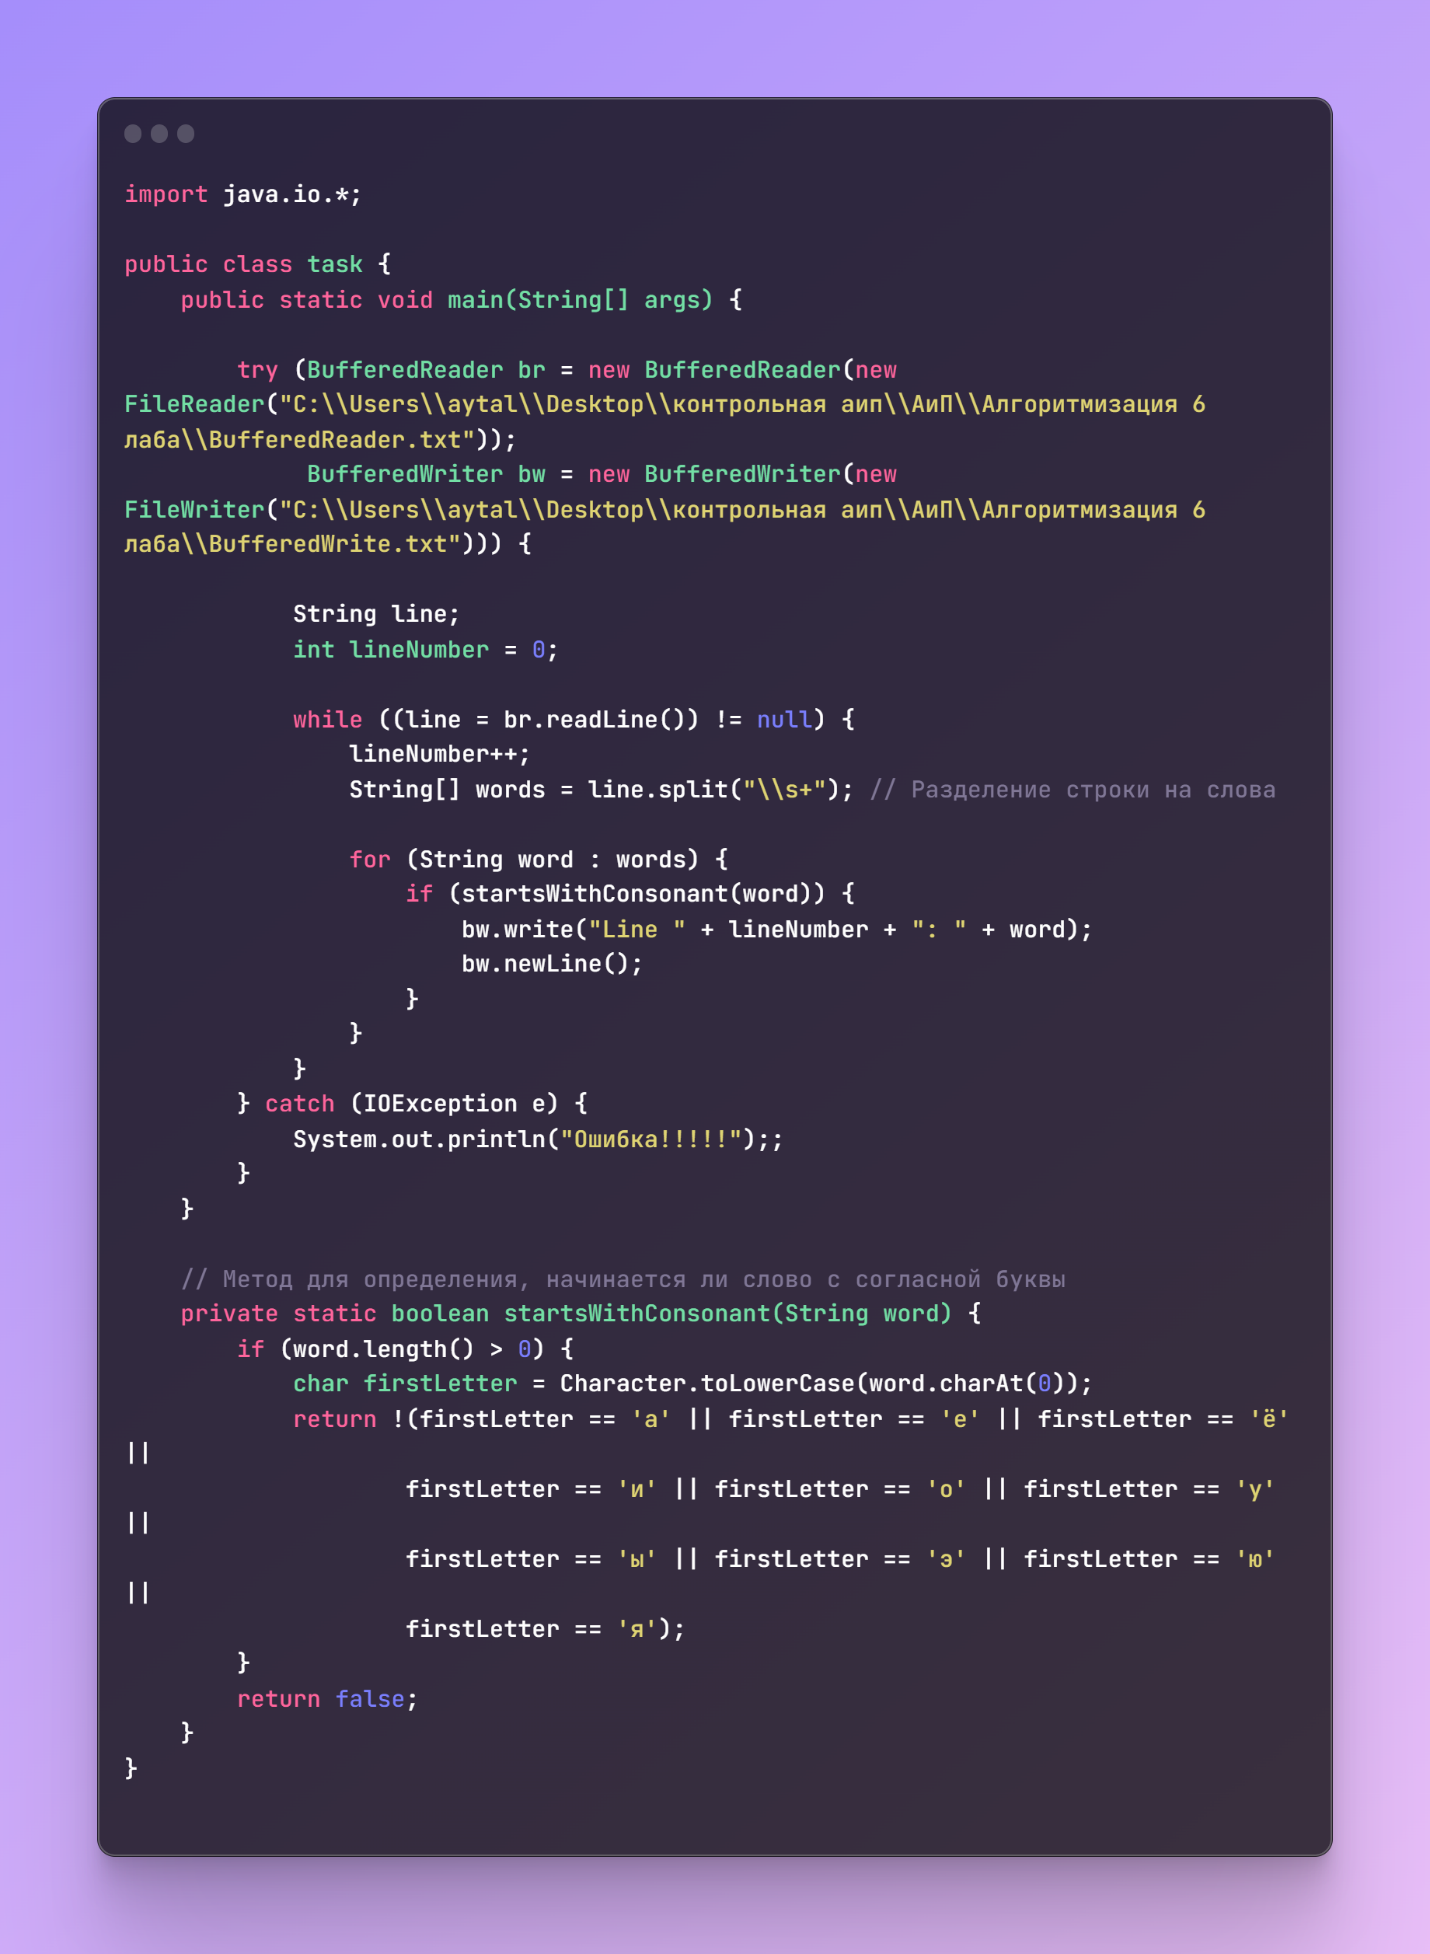 import java.io.*;

public class task {
    public static void main(String[] args) {

        try (BufferedReader br = new BufferedReader(new
FileReader("C:\\Users\\aytal\\Desktop\\контрольная аип\\АиП\\Алгоритмизация 6
лаба\\BufferedReader.txt"));
             BufferedWriter bw = new BufferedWriter(new
FileWriter("C:\\Users\\aytal\\Desktop\\контрольная аип\\АиП\\Алгоритмизация 6
лаба\\BufferedWrite.txt"))) {

            String line;
            int lineNumber = 0;

            while ((line = br.readLine()) != null) {
                lineNumber++;
                String[] words = line.split("\\s+"); // Разделение строки на слова

                for (String word : words) {
                    if (startsWithConsonant(word)) {
                        bw.write("Line " + lineNumber + ": " + word);
                        bw.newLine();
                    }
                }
            }
        } catch (IOException e) {
            System.out.println("Ошибка!!!!!");;
        }
    }

    // Метод для определения, начинается ли слово с согласной буквы
    private static boolean startsWithConsonant(String word) {
        if (word.length() > 0) {
            char firstLetter = Character.toLowerCase(word.charAt(0));
            return !(firstLetter == 'а' || firstLetter == 'е' || firstLetter == 'ё'
||
                    firstLetter == 'и' || firstLetter == 'о' || firstLetter == 'у'
||
                    firstLetter == 'ы' || firstLetter == 'э' || firstLetter == 'ю'
||
                    firstLetter == 'я');
        }
        return false;
    }
}